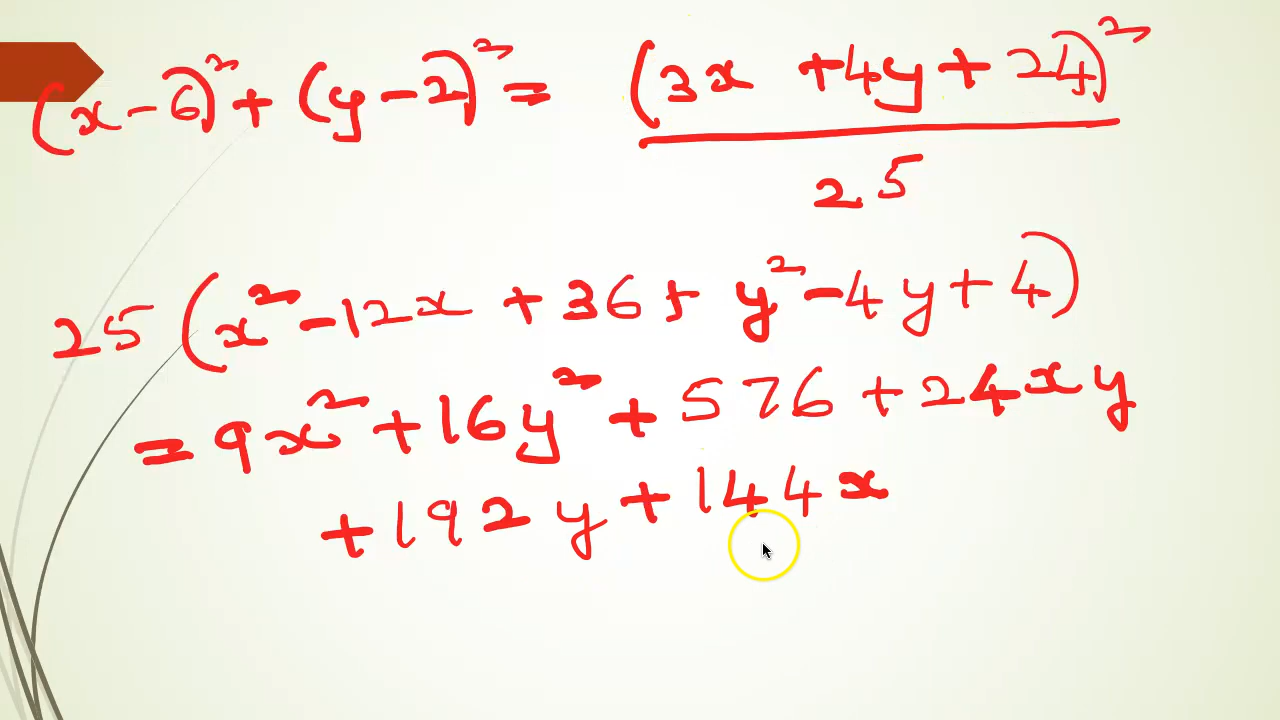 (x-6)² + (y-2)² = (3x +4y + 24)²
25
25 (x² -12x + 36 + y² -4y + 4)
= 9x² + 16y² + 576 + 24xy
+192y + 144x